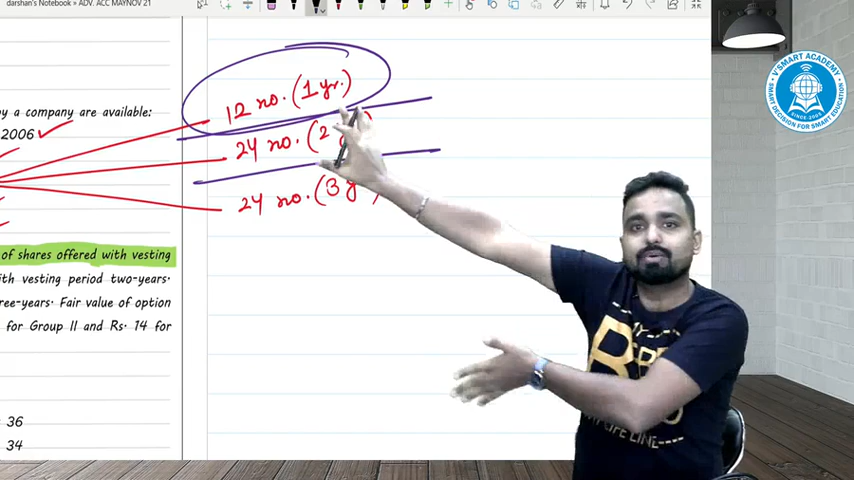 darshan's Notebook » ADV. ACC MAYNOV 21
by a company are available:
2006
of shares offered with vesting
ith vesting period two-years.
ree-years. Fair value of option
for Group II and Rs. 14 for
36
34
12 no. (1 yr.)
24 no. (2
24 no. (3 y
V'SMART ACADEMY
SMART DECISION FOR SMART EDUCATION
SINCE-2005
MY
LINE